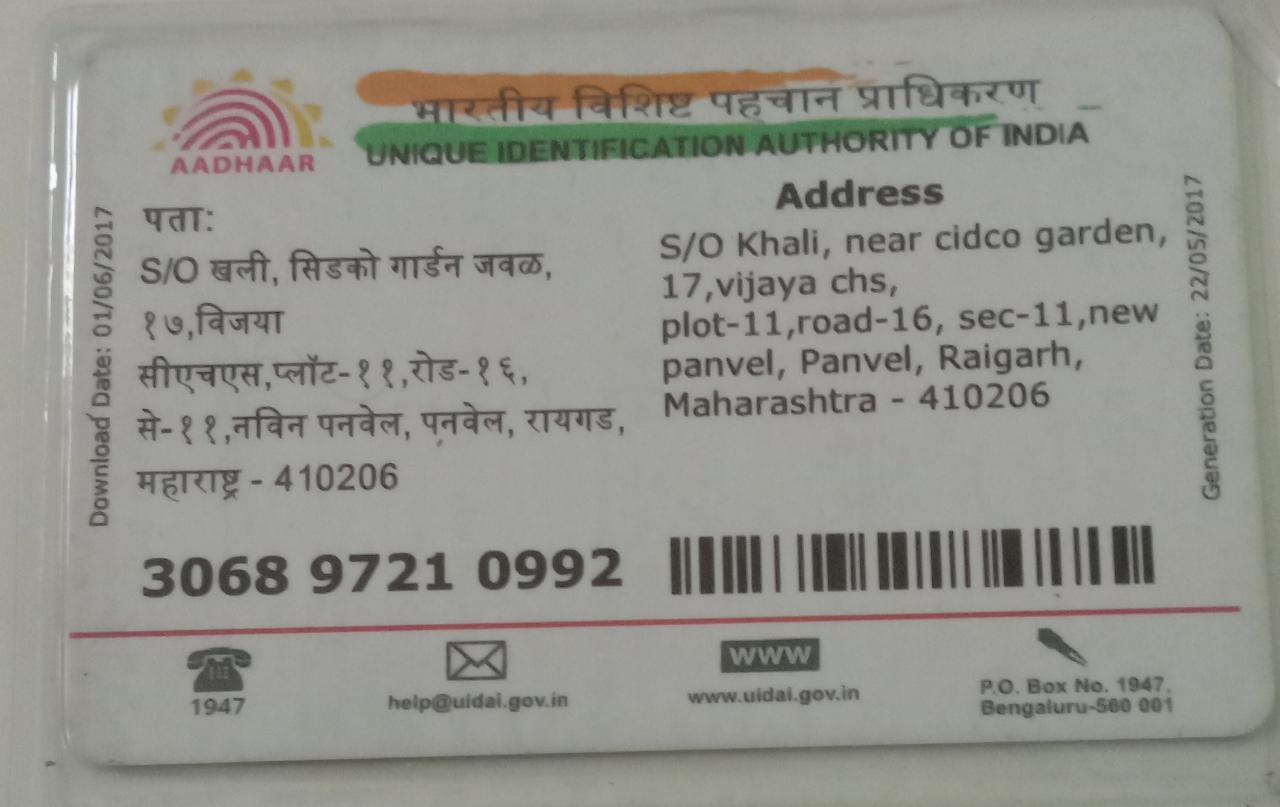 भारतीय विशिष्ट पहचान प्राधिकरण
UNIQUE IDENTIFICATION AUTHORITY OF INDIA
AADHAAR
Download Date: 01/06/2017
पता:
S/O खली, सिडको गार्डन जवळ,
१७,विजया
सीएचएस,प्लॉट-११,रोड-१६,
से-११,नविन पनवेल, पनवेल, रायगड,
महाराष्ट्र - 410206
Address
S/O Khali, near cidco garden,
17,vijaya chs,
plot-11,road-16, sec-11,new
panvel, Panvel, Raigarh,
Maharashtra - 410206
Generation Date: 22/05/2017
3068 9721 0992
1947
help@uidai.gov.in
www
www.uidai.gov.in
P.O. Box No. 1947,
Bengaluru-560 001